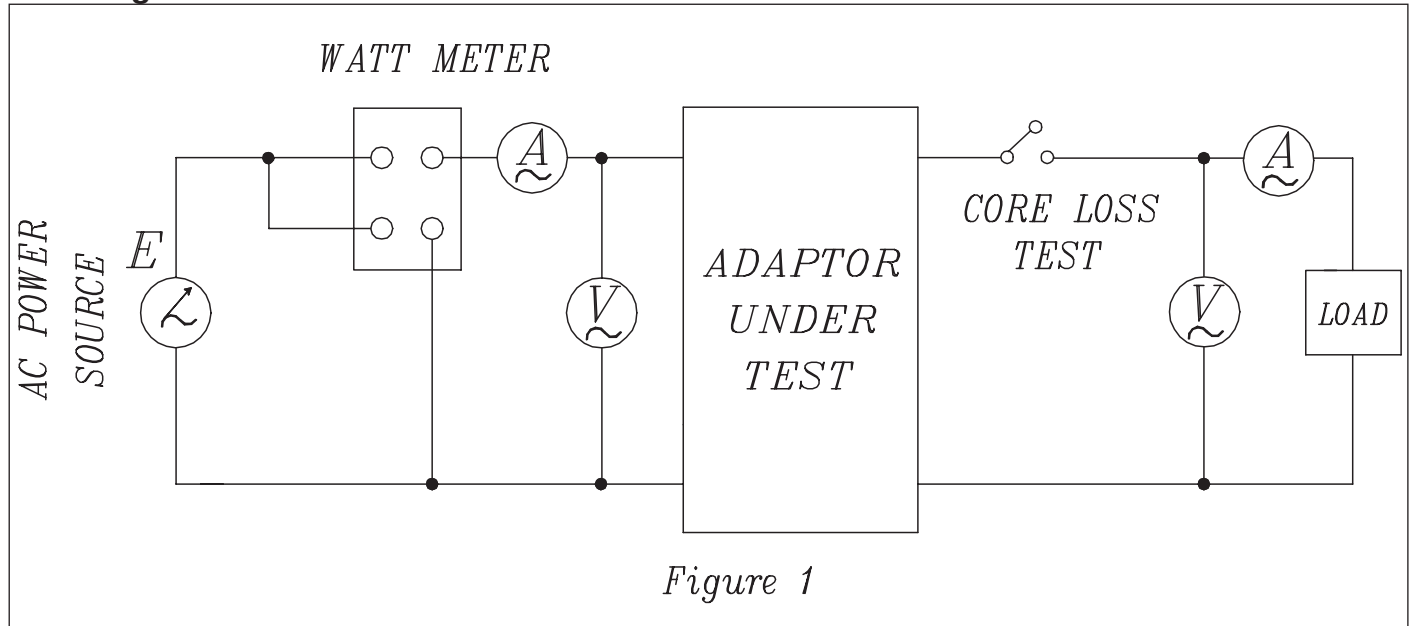 WATT METER
A
A
CORE LOSS
TEST
AC POWER
SOURCE
E
V
ADAPTOR
UNDER
TEST
V
LOAD
Figure 1